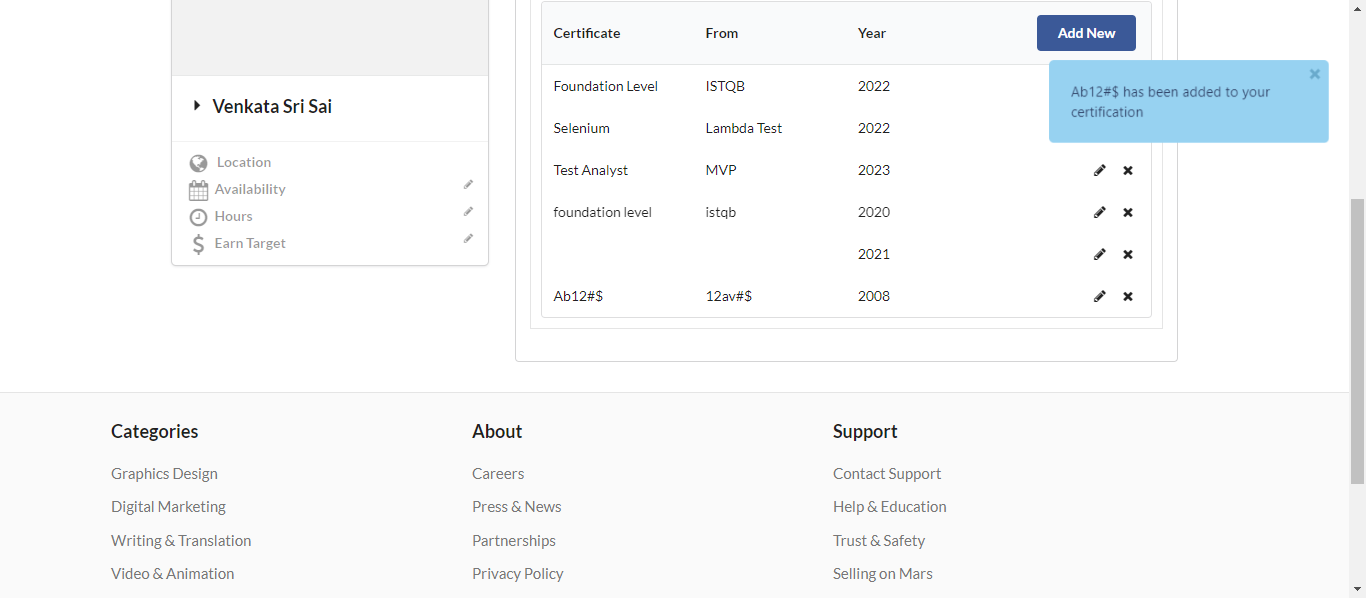 Certificate From Year Add New
Ab12#$ has been added to your
certification
Foundation Level ISTQB 2022
Selenium Lambda Test 2022
Test Analyst MVP 2023
foundation level istqb 2020
2021
Ab12#$ 12av#$ 2008
Venkata Sri Sai
Location
Availability
Hours
Earn Target
Categories
Graphics Design
Digital Marketing
Writing & Translation
Video & Animation
About
Careers
Press & News
Partnerships
Privacy Policy
Support
Contact Support
Help & Education
Trust & Safety
Selling on Mars